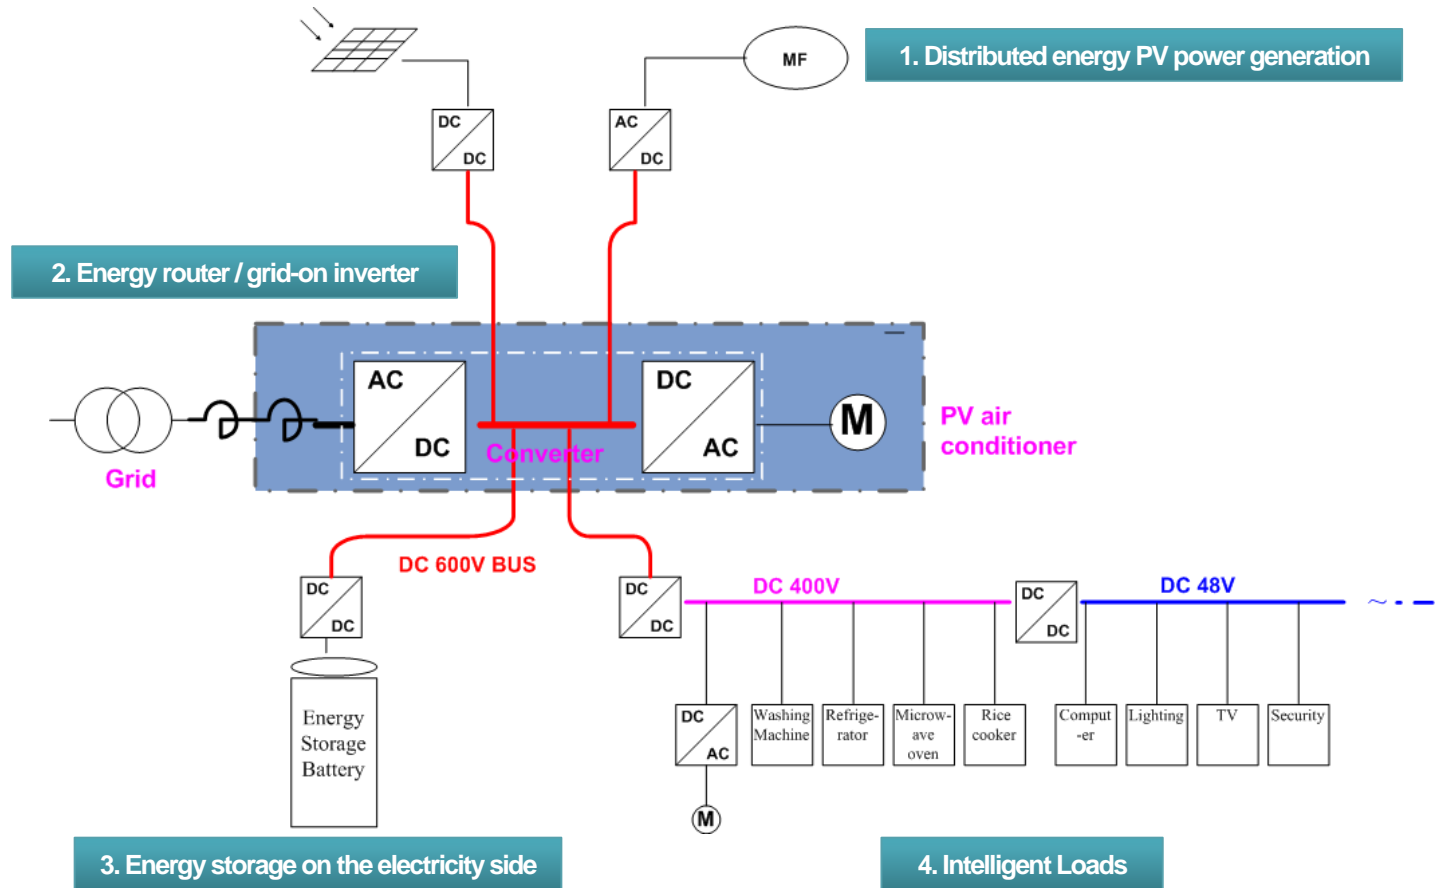 MF
1. Distributed energy PV power generation
DC
DC
AC
DC
2. Energy router / grid-on inverter
AC
DC
Converter
DC
AC
M
PV air
conditioner
Grid
DC 600V BUS
DC
DC
DC
DC
DC 400V
DC
DC
DC 48V
Energy
Storage
Battery
DC
AC
M
Washing
Machine
Refrige-
rator
Microw-
ave
oven
Rice
cooker
Comput
-er
Lighting
TV
Security
3. Energy storage on the electricity side
4. Intelligent Loads